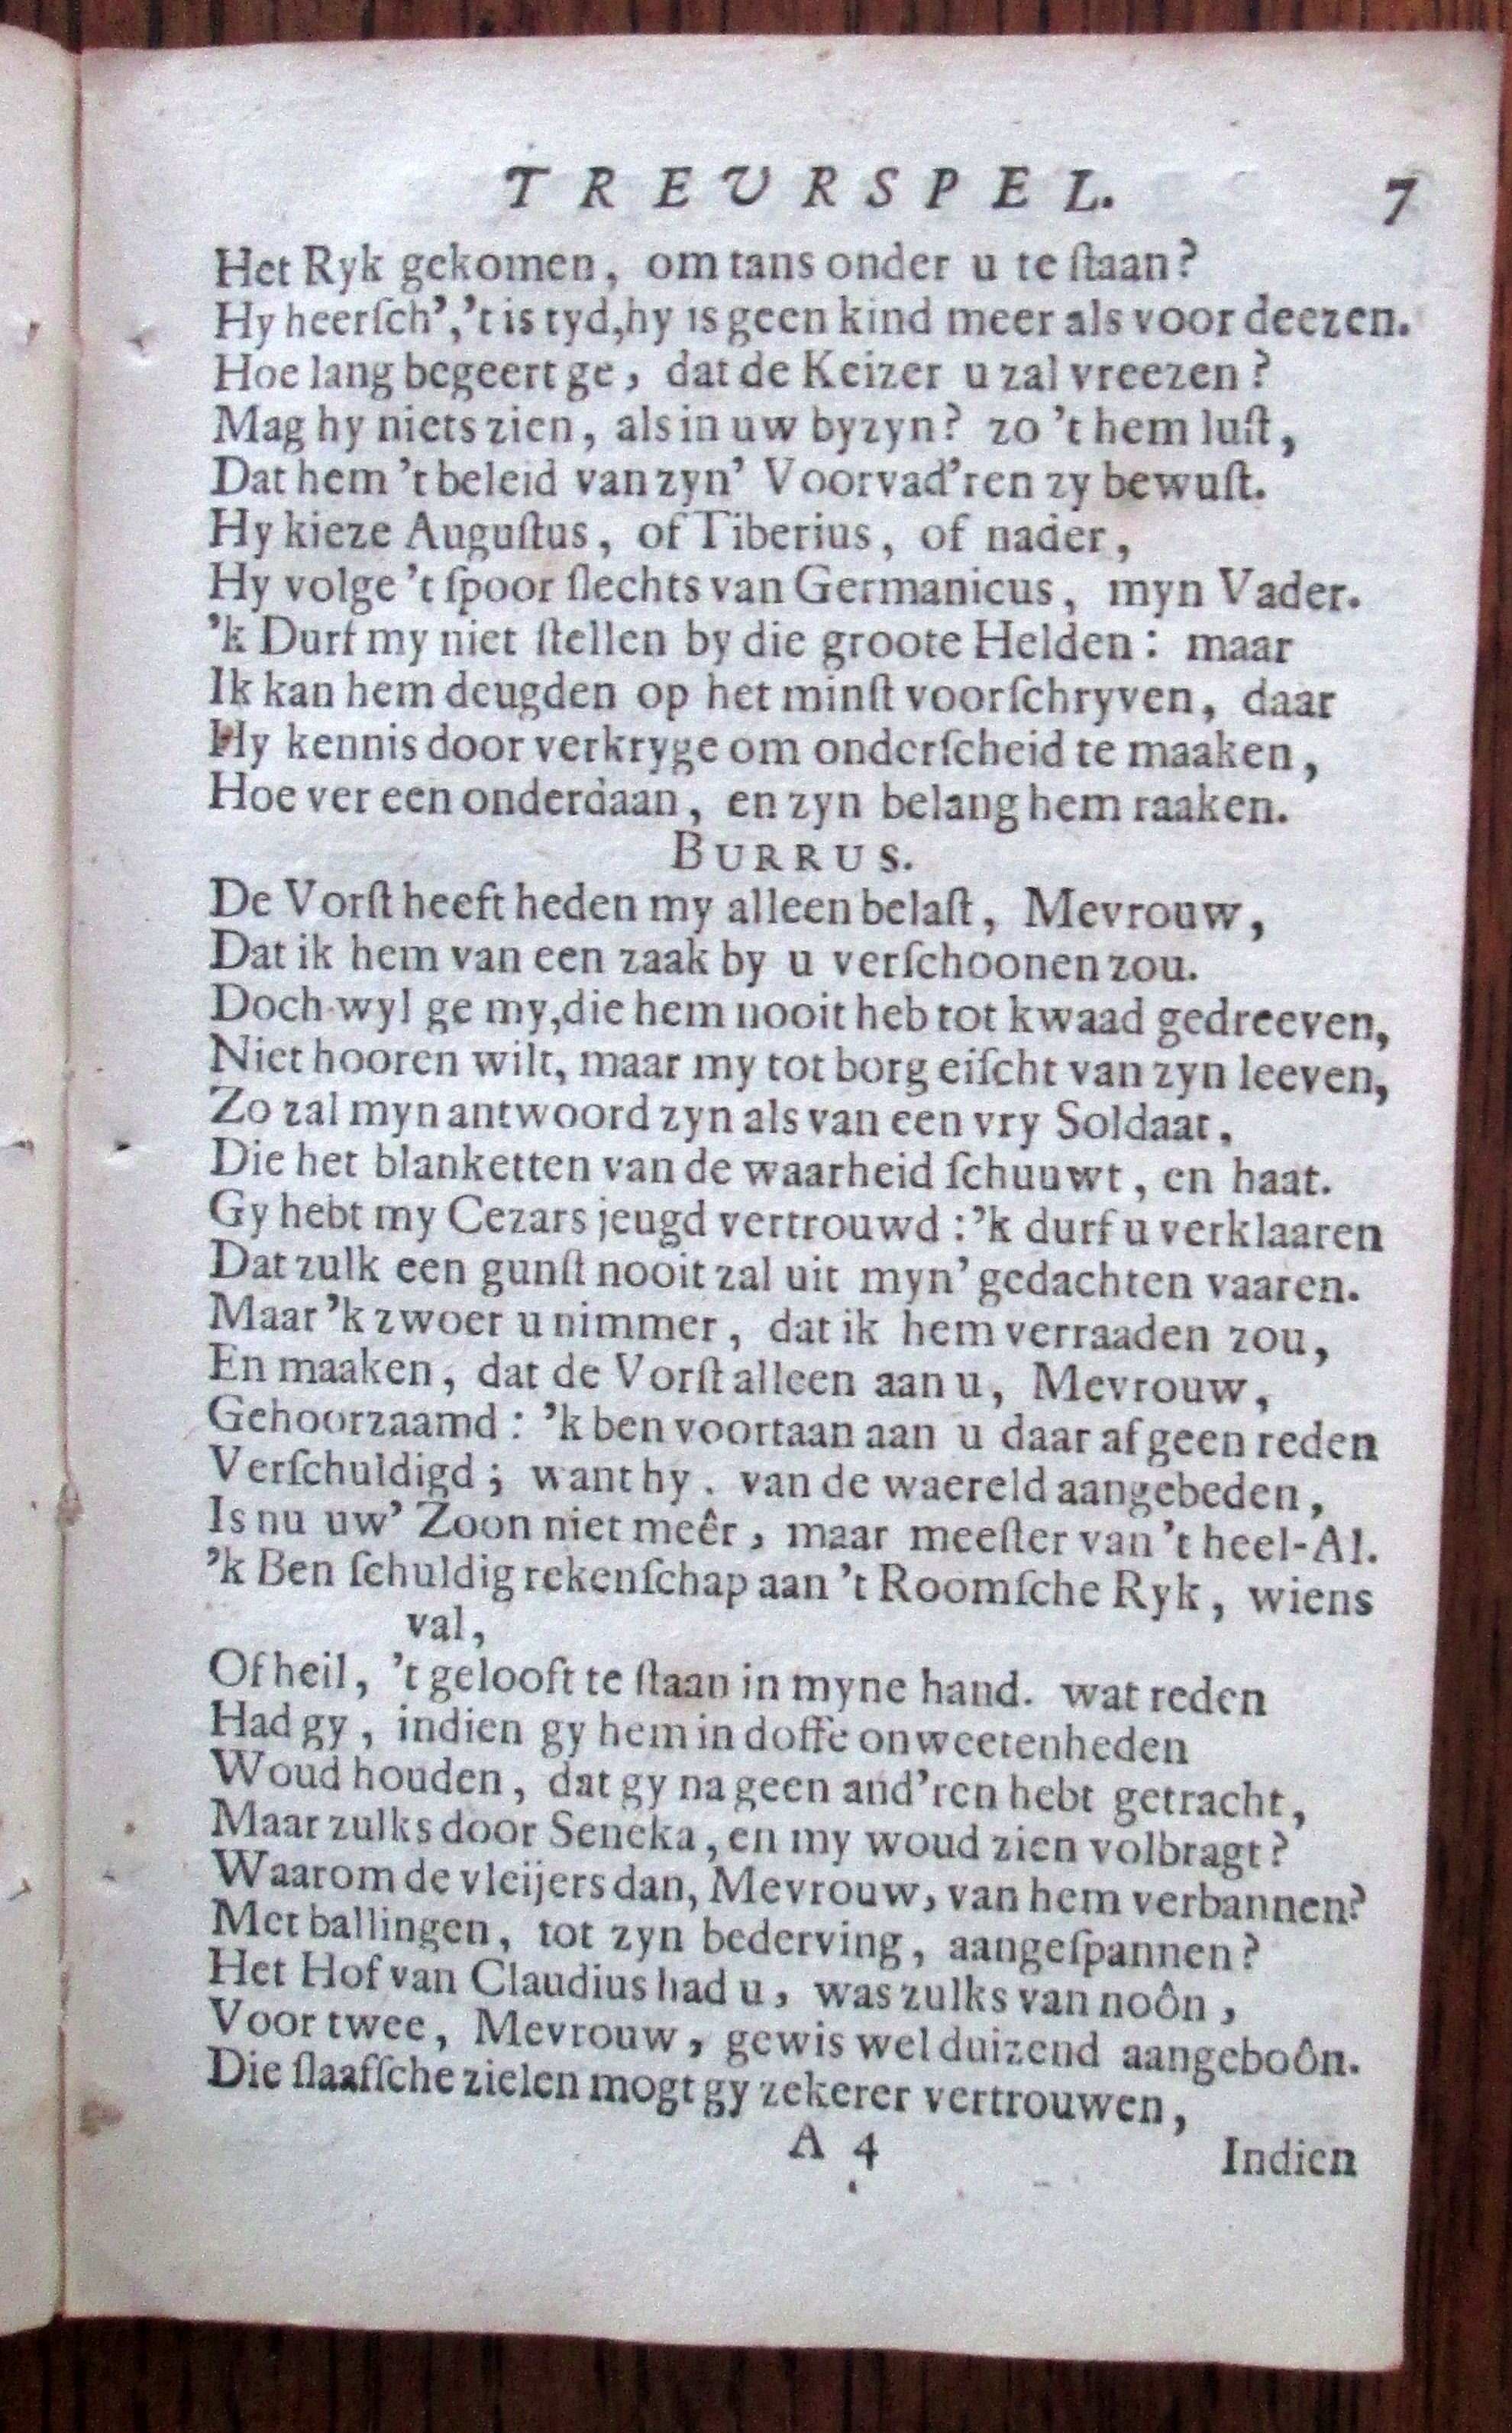 TREURSPEL. 7
Het Ryk gekomen, om tans onder u te ſtaan?
Hy heerſch', 't is tyd, hy is geen kind meer als voor deezen.
Hoe lang begeert ge, dat de Keizer u zal vreezen?
Mag hy niets zien, als in uw byzyn? zo 't hem luſt,
Dat hem 't beleid van zyn' Voorvad'ren zy bewuſt.
Hy kieze Auguſtus, of Tiberius, of nader,
Hy volge 't ſpoor ſlechts van Germanicus, myn Vader.
'k Durf my niet ſtellen by die groote Helden: maar
Ik kan hem deugden op het minſt voorſchryven, daar
Hy kennis door verkryge om onderſcheid te maaken,
Hoe ver een onderdaan, en zyn belang hem raaken.
BURRUS.
De Vorſt heeft heden my alleen belaſt, Mevrouw,
Dat ik hem van een zaak by u verſchoonen zou.
Doch wyl ge my, die hem nooit heb tot kwaad gedreeven,
Niet hooren wilt, maar my tot borg eiſcht van zyn leeven,
Zo zal myn antwoord zyn als van een vry Soldaat,
Die het blanketten van de waarheid ſchuuwt, en haat.
Gy hebt my Cezars jeugd vertrouwd: 'k durf u verklaaren
Dat zulk een gunſt nooit zal uit myn' gedachten vaaren.
Maar 'k zwoer u nimmer, dat ik hem verraaden zou,
En maaken, dat de Vorſt alleen aan u, Mevrouw,
Gehoorzaamd: 'k ben voortaan aan u daar af geen reden
Verſchuldigd; want hy. van de waereld aangebeden,
Is nu uw' Zoon niet meêr, maar meeſter van 't heel-Al.
'k Ben ſchuldig rekenſchap aan 't Roomſche Ryk, wiens
val,
Of heil, 't gelooft te ſtaan in myne hand. wat reden
Had gy, indien gy hem in doffe onweetenheden
Woud houden, dat gy na geen and'ren hebt getracht,
Maar zulks door Seneka, en my woud zien volbragt?
Waarom de vleijers dan, Mevrouw, van hem verbannen?
Met ballingen, tot zyn bederving, aangeſpannen?
Het Hof van Claudius had u, was zulks van noôn,
Voor twee, Mevrouw, gewis wel duizend aangeboôn.
Die ſlaafſche zielen mogt gy zekerer vertrouwen,
A 4 Indien